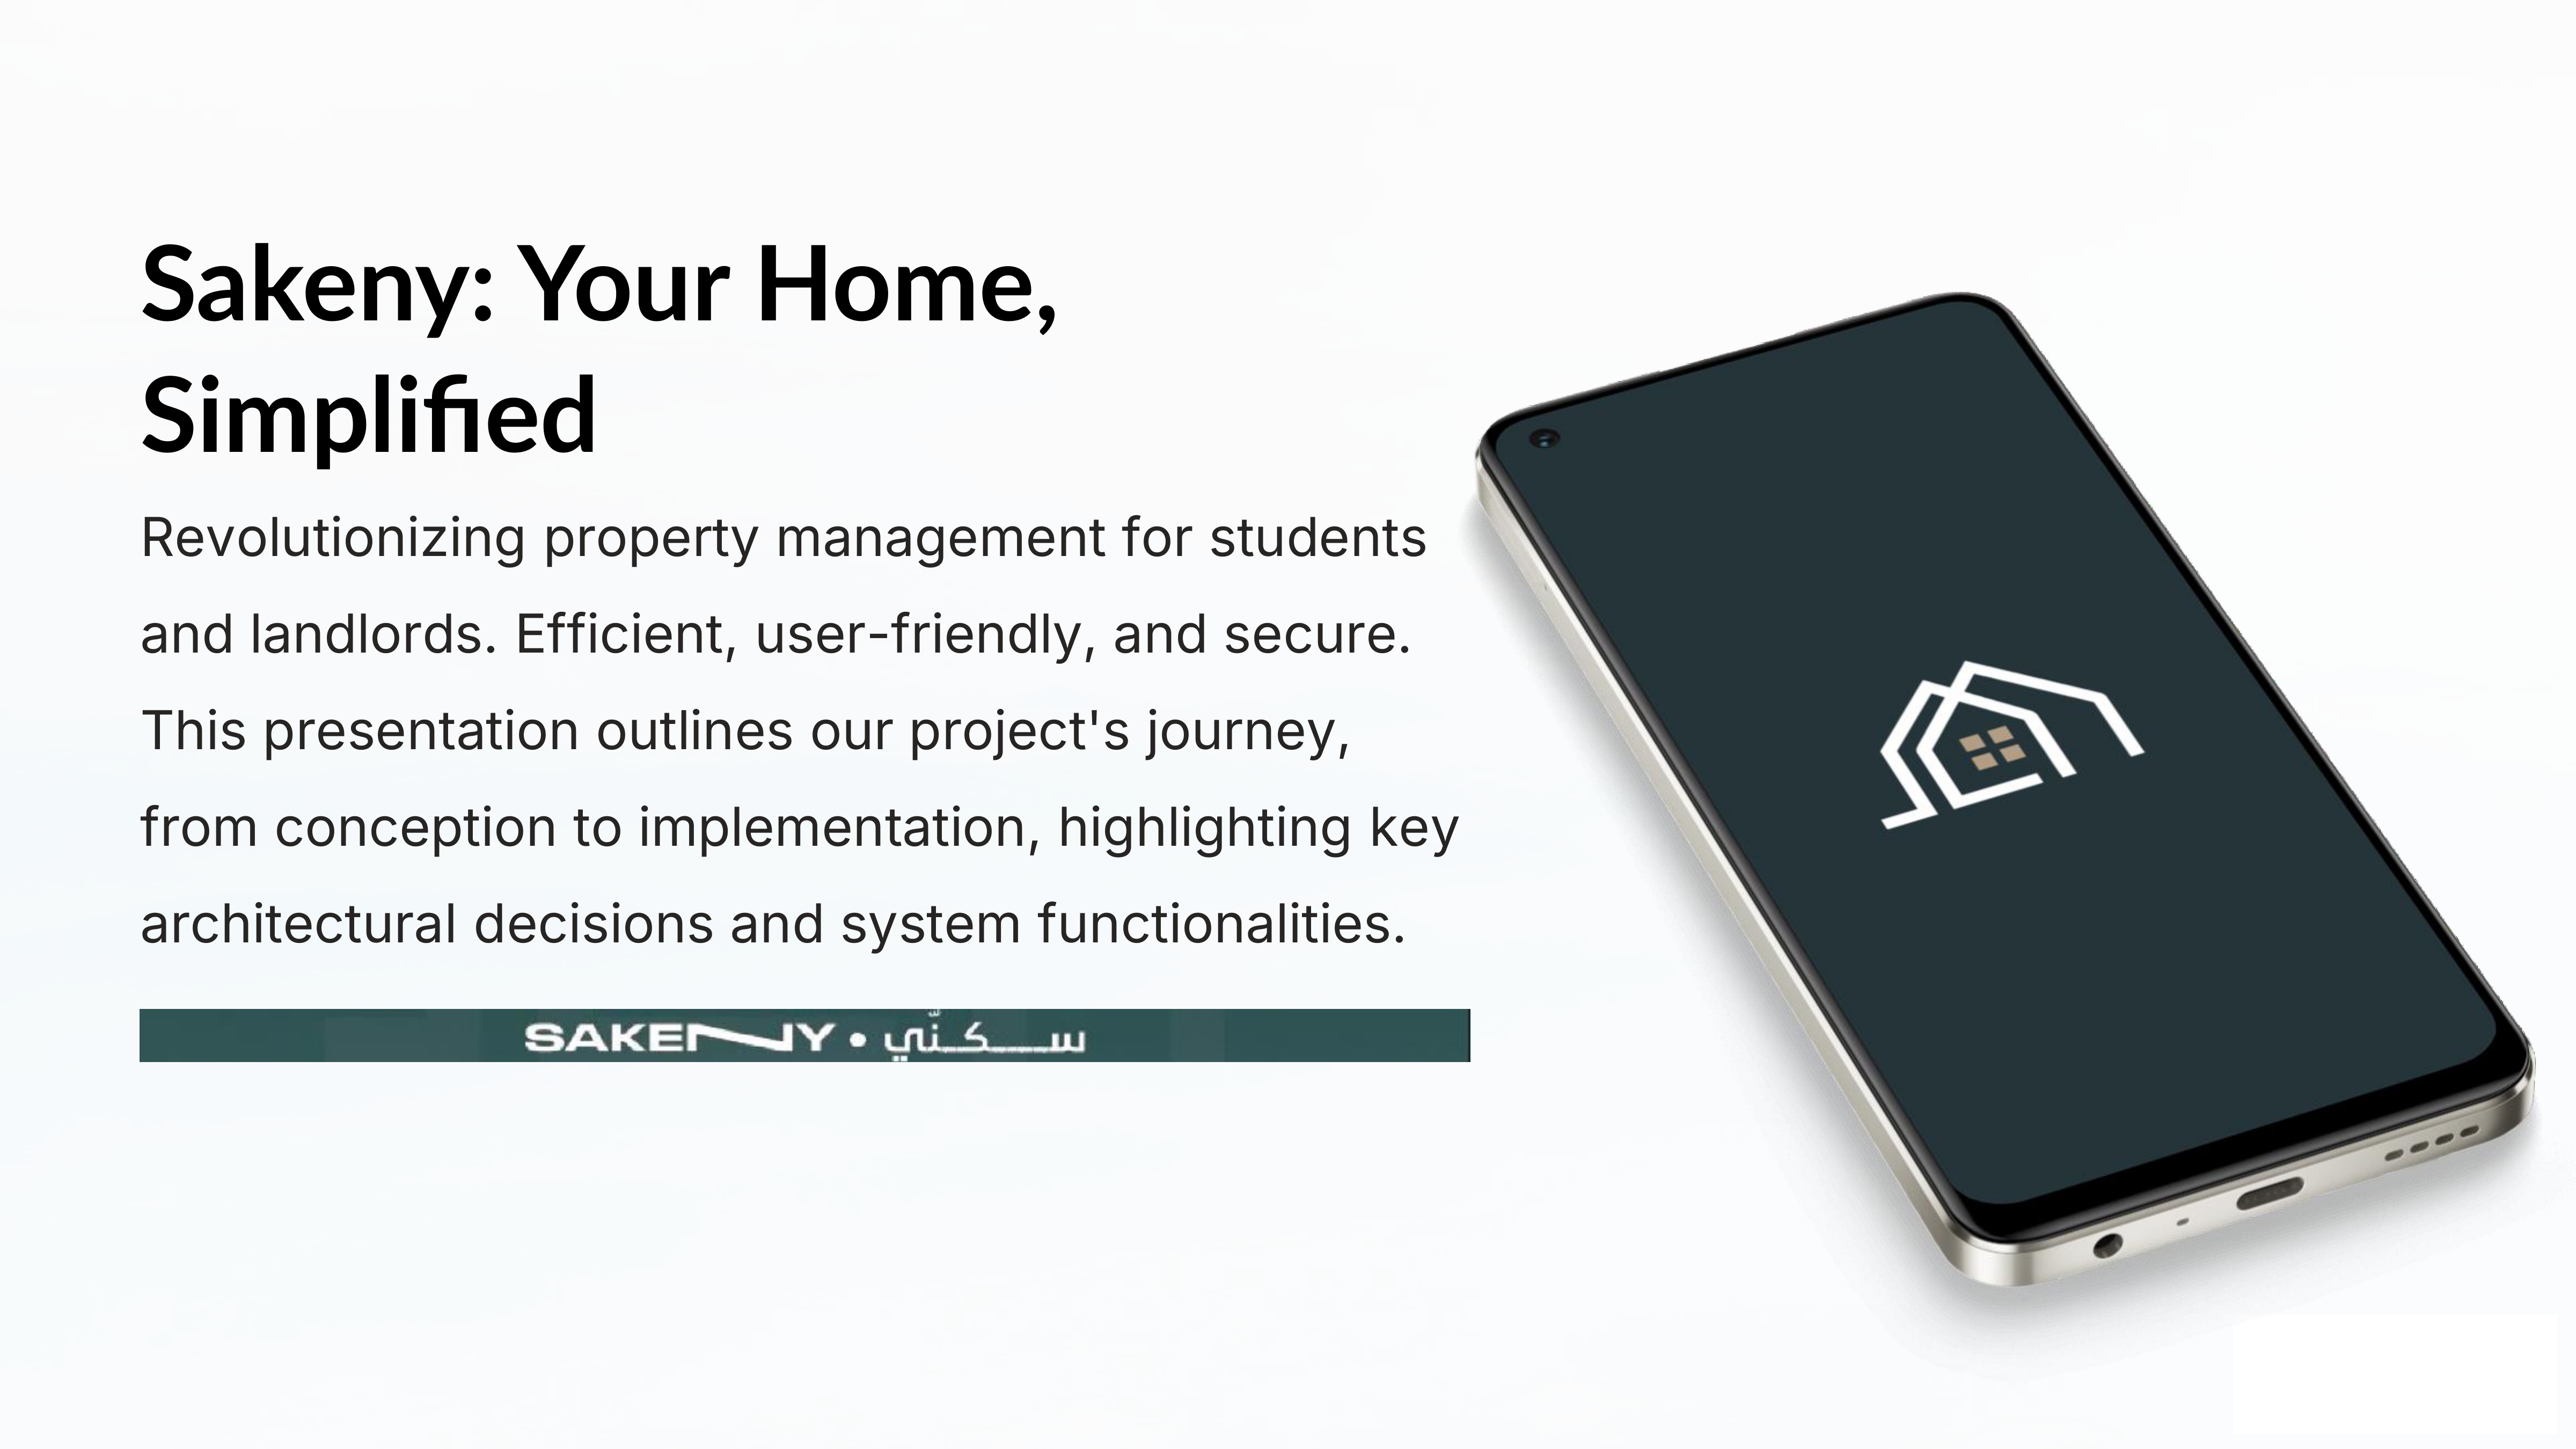 Sakeny: Your Home,
Simplified
Revolutionizing property management for students
and landlords. Efficient, user-friendly, and secure.
This presentation outlines our project's journey,
from conception to implementation, highlighting key
architectural decisions and system functionalities.
SAKENY • ســـكـنّي